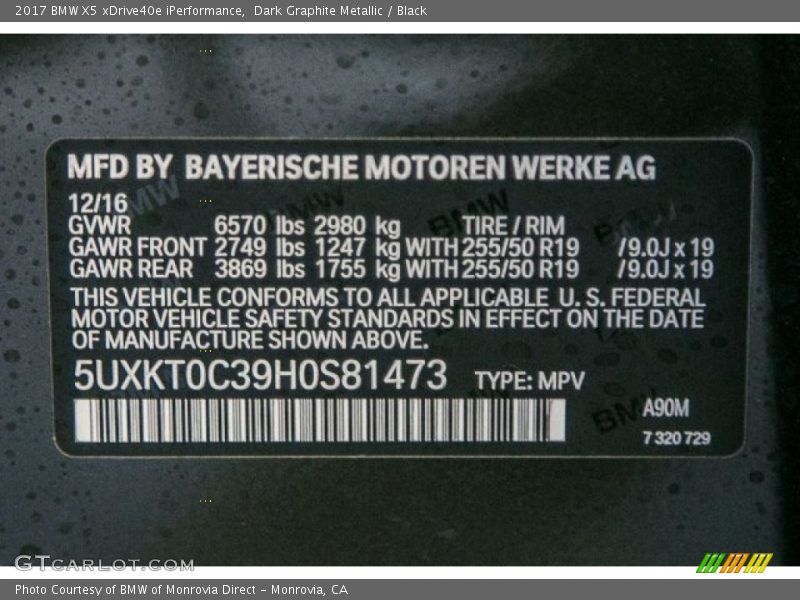 2017 BMW X5 xDrive40e iPerformance, Dark Graphite Metallic / Black
MFD BY BAYERISCHE MOTOREN WERKE AG
12/16
GVWR 6570 lbs 2980 kg TIRE / RIM
GAWR FRONT 2749 lbs 1247 kg WITH 255/50 R19 /9.0J x 19
GAWR REAR 3869 lbs 1755 kg WITH 255/50 R19 /9.0J x 19
THIS VEHICLE CONFORMS TO ALL APPLICABLE U. S. FEDERAL
MOTOR VEHICLE SAFETY STANDARDS IN EFFECT ON THE DATE
OF MANUFACTURE SHOWN ABOVE.
5UXKT0C39H0S81473 TYPE: MPV
A90M
7 320 729
GTCARLOT.COM
Photo Courtesy of BMW of Monrovia Direct - Monrovia, CA